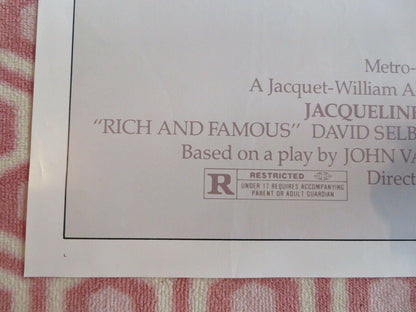 Metro-
A Jacquet-William A
JACQUELINE
"RICH AND FAMOUS" DAVID SELB
Based on a play by JOHN VA
Direct
R RESTRICTED
UNDER 17 REQUIRES ACCOMPANYING
PARENT OR ADULT GUARDIAN